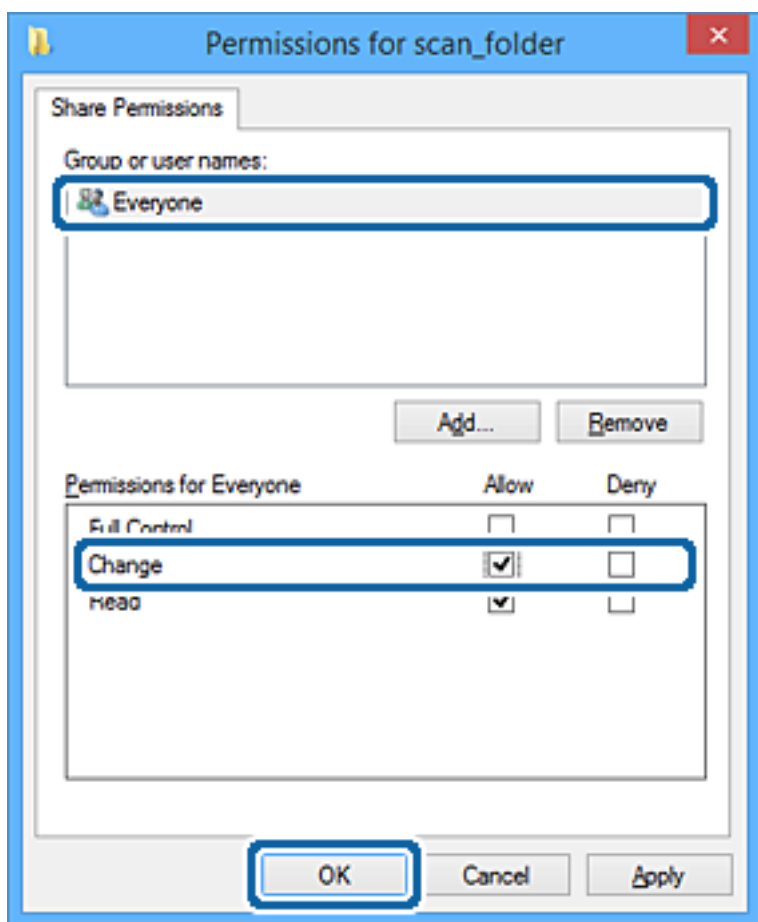 Permissions for scan_folder
Share Permissions
Group or user names:
Everyone
Add... Remove
Permissions for Everyone Allow Deny
Full Control
Change
Read
OK Cancel Apply